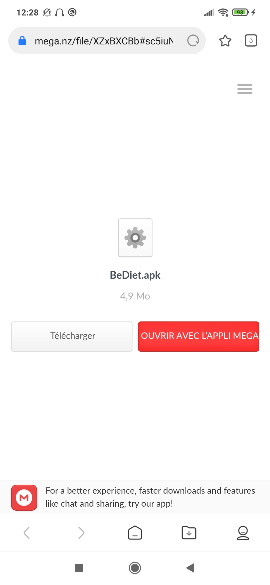 12:28
mega.nz/file/XZxBXCBb#sc5iuN
BeDiet.apk
4,9 Mo
Télécharger
OUVRIR AVEC L'APPLI MEGA
For a better experience, faster downloads and features
like chat and sharing, try our app!